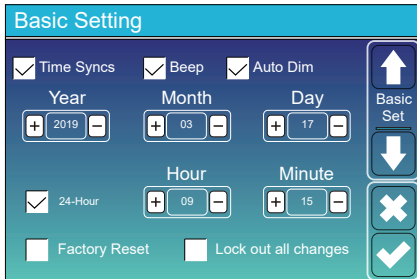 Basic Setting
Time Syncs Beep Auto Dim
Year Month Day
+ 2019 − + 03 − + 17 −
Basic
Set
Hour Minute
24-Hour + 09 − + 15 −
Factory Reset Lock out all changes